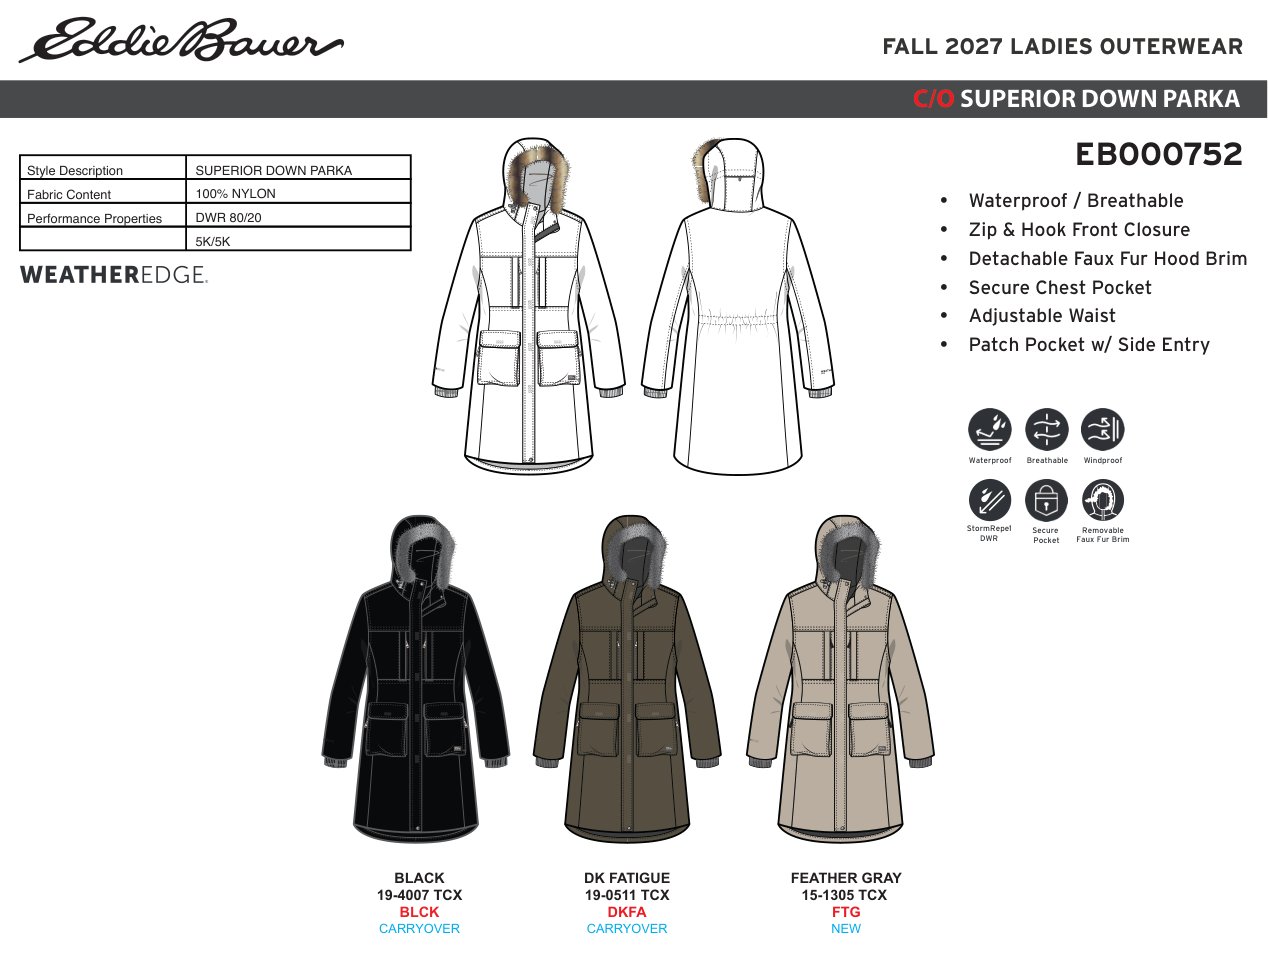 Eddie Bauer
FALL 2027 LADIES OUTERWEAR
C/O SUPERIOR DOWN PARKA
Style Description SUPERIOR DOWN PARKA
Fabric Content 100% NYLON
Performance Properties DWR 80/20
5K/5K
WEATHEREDGE
EB000752
• Waterproof / Breathable
• Zip & Hook Front Closure
• Detachable Faux Fur Hood Brim
• Secure Chest Pocket
• Adjustable Waist
• Patch Pocket w/ Side Entry
Waterproof Breathable Windproof
StormRepel DWR
Secure Pocket
Removable Faux Fur Brim
BLACK
19-4007 TCX
BLCK
CARRYOVER
DK FATIGUE
19-0511 TCX
DKFA
CARRYOVER
FEATHER GRAY
15-1305 TCX
FTG
NEW